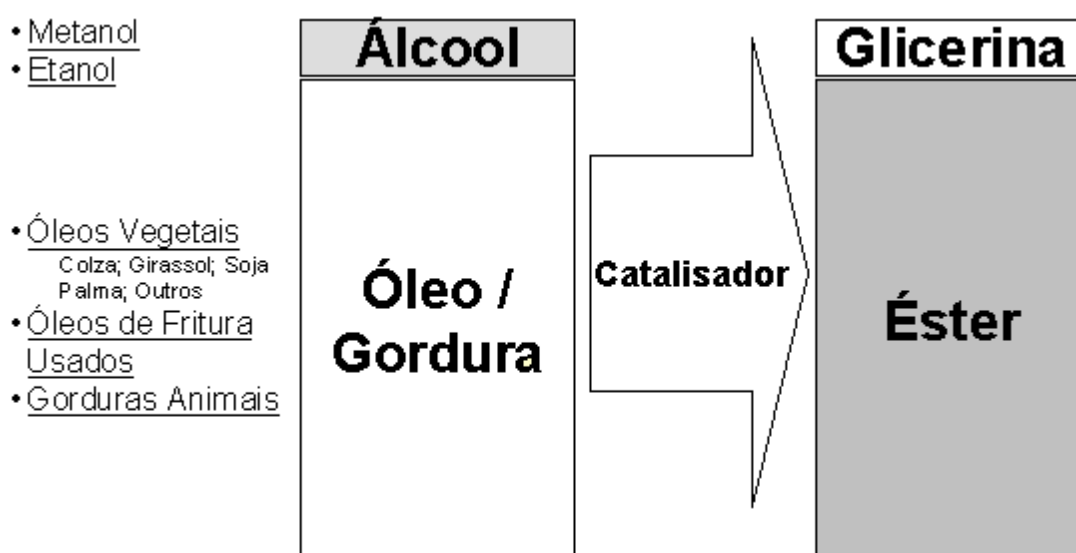 • Metanol
• Etanol
Álcool
Glicerina
• Óleos Vegetais
Colza; Girassol; Soja
Palma; Outros
• Óleos de Fritura
Usados
• Gorduras Animais
Óleo /
Gordura
Catalisador
Éster